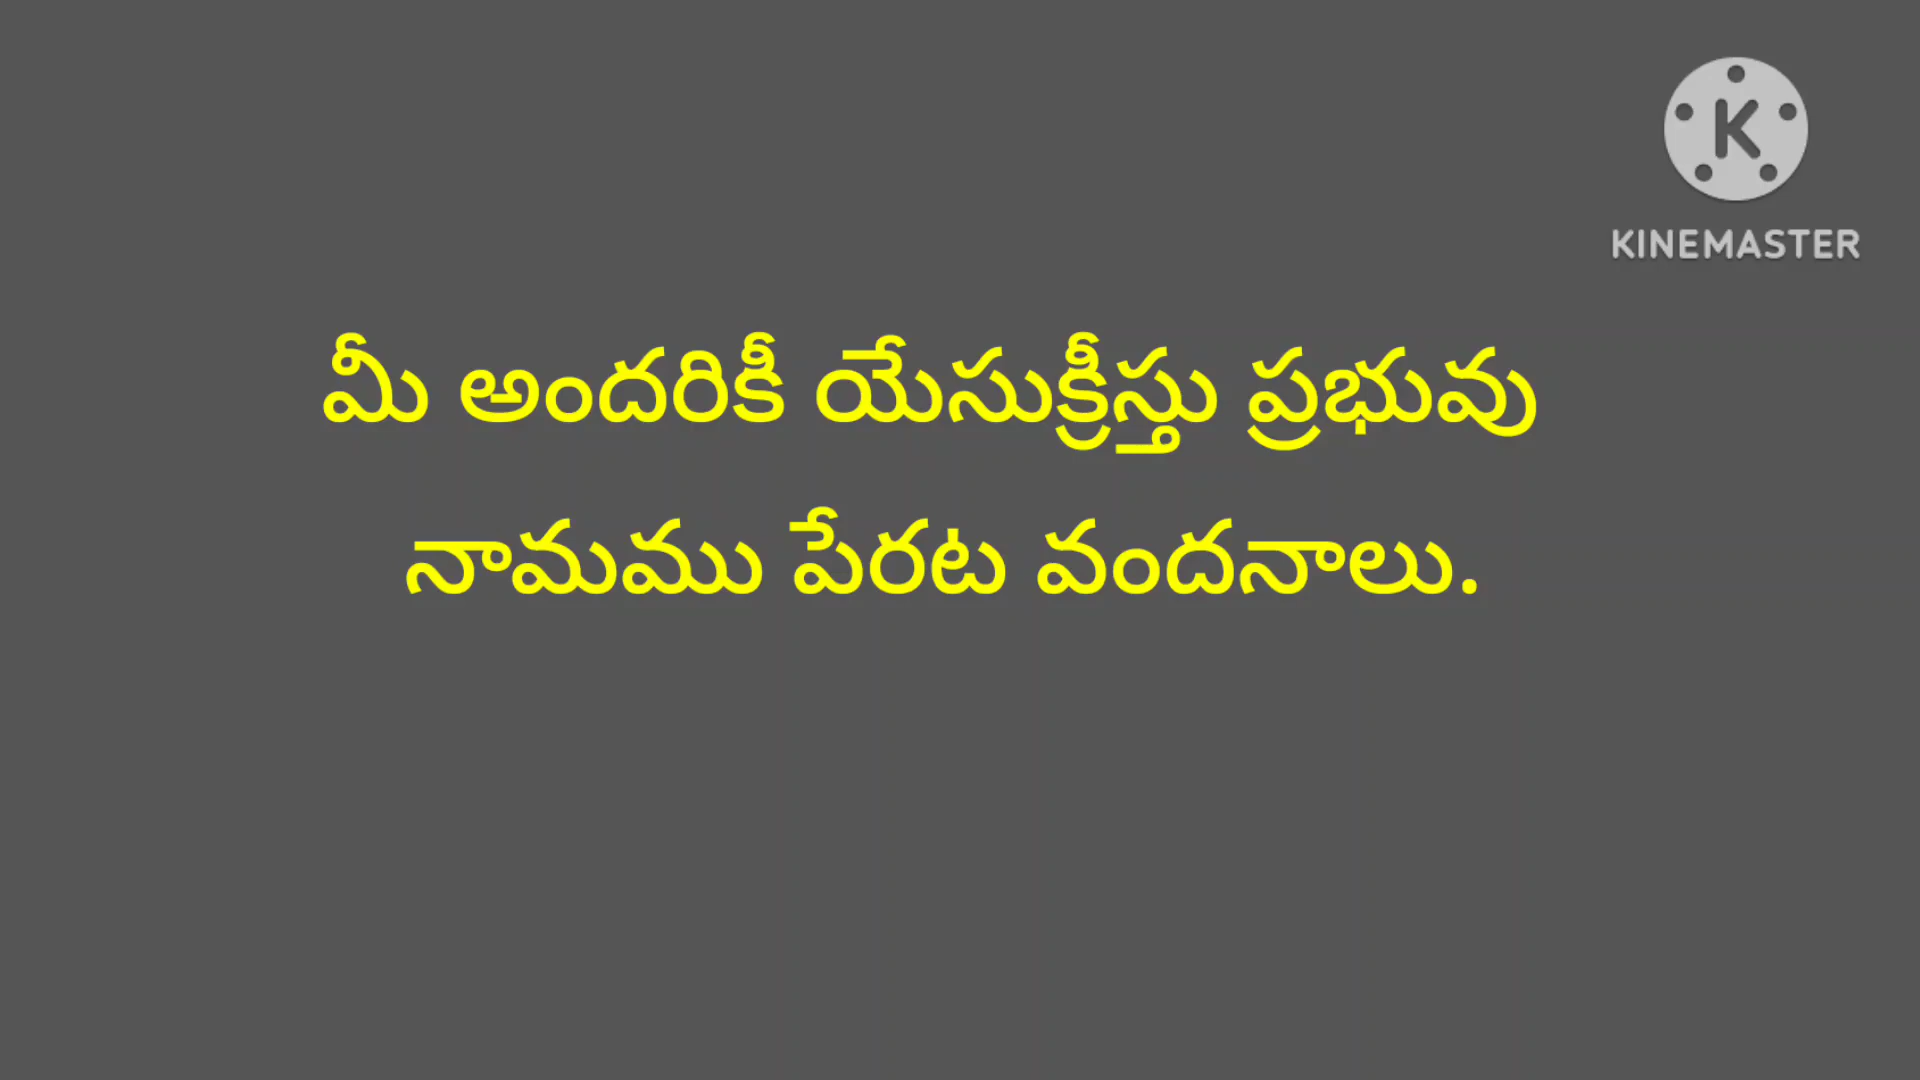 KINEMASTER
మీ అందరికీ యేసుక్రీస్తు ప్రభువు
నామము పేరట వందనాలు.